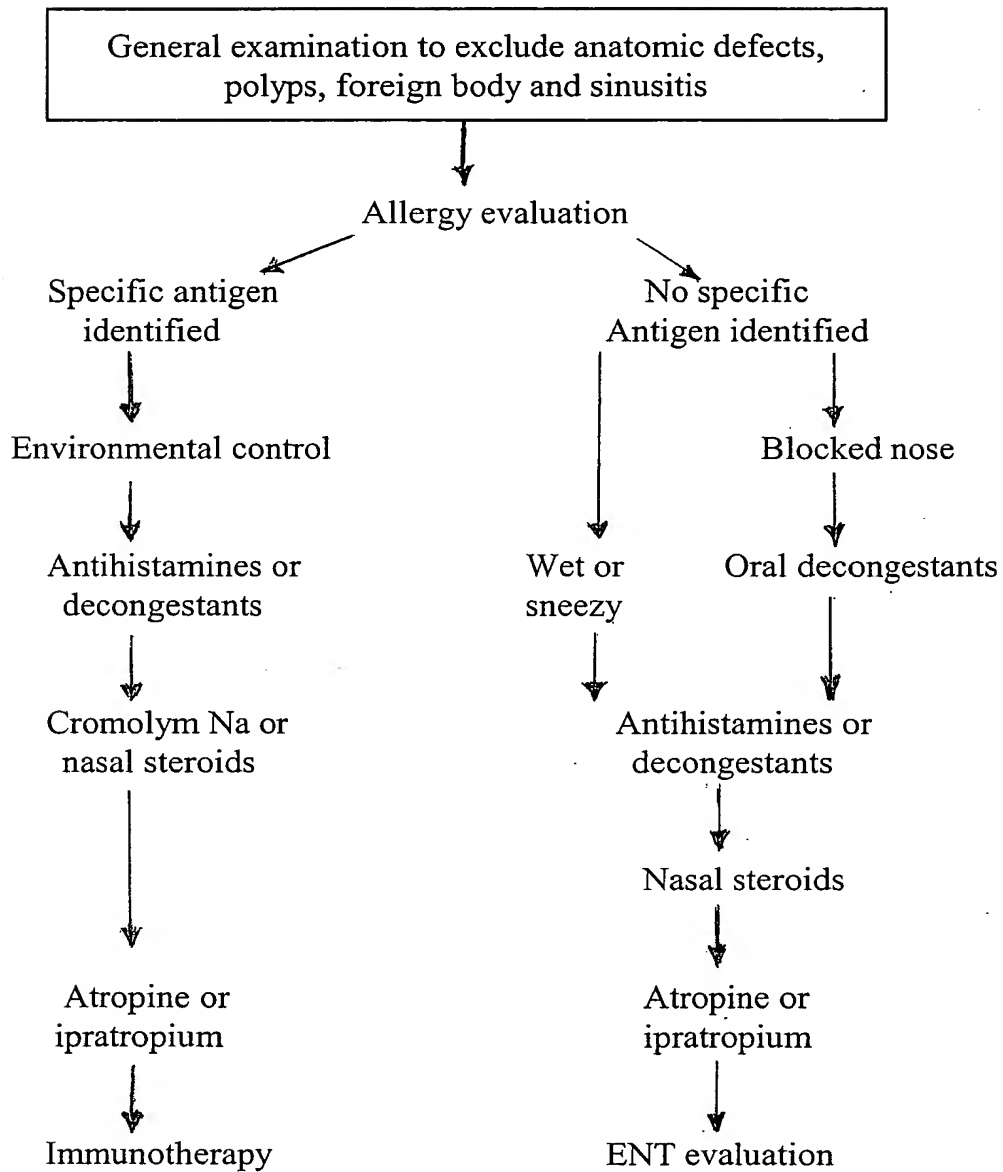 General examination to exclude anatomic defects,
polyps, foreign body and sinusitis
Allergy evaluation
Specific antigen
identified
No specific
Antigen identified
Environmental control
Blocked nose
Antihistamines or
decongestants
Wet or
sneezy
Oral decongestants
Cromolym Na or
nasal steroids
Antihistamines or
decongestants
Nasal steroids
Atropine or
ipratropium
Atropine or
ipratropium
Immunotherapy
ENT evaluation